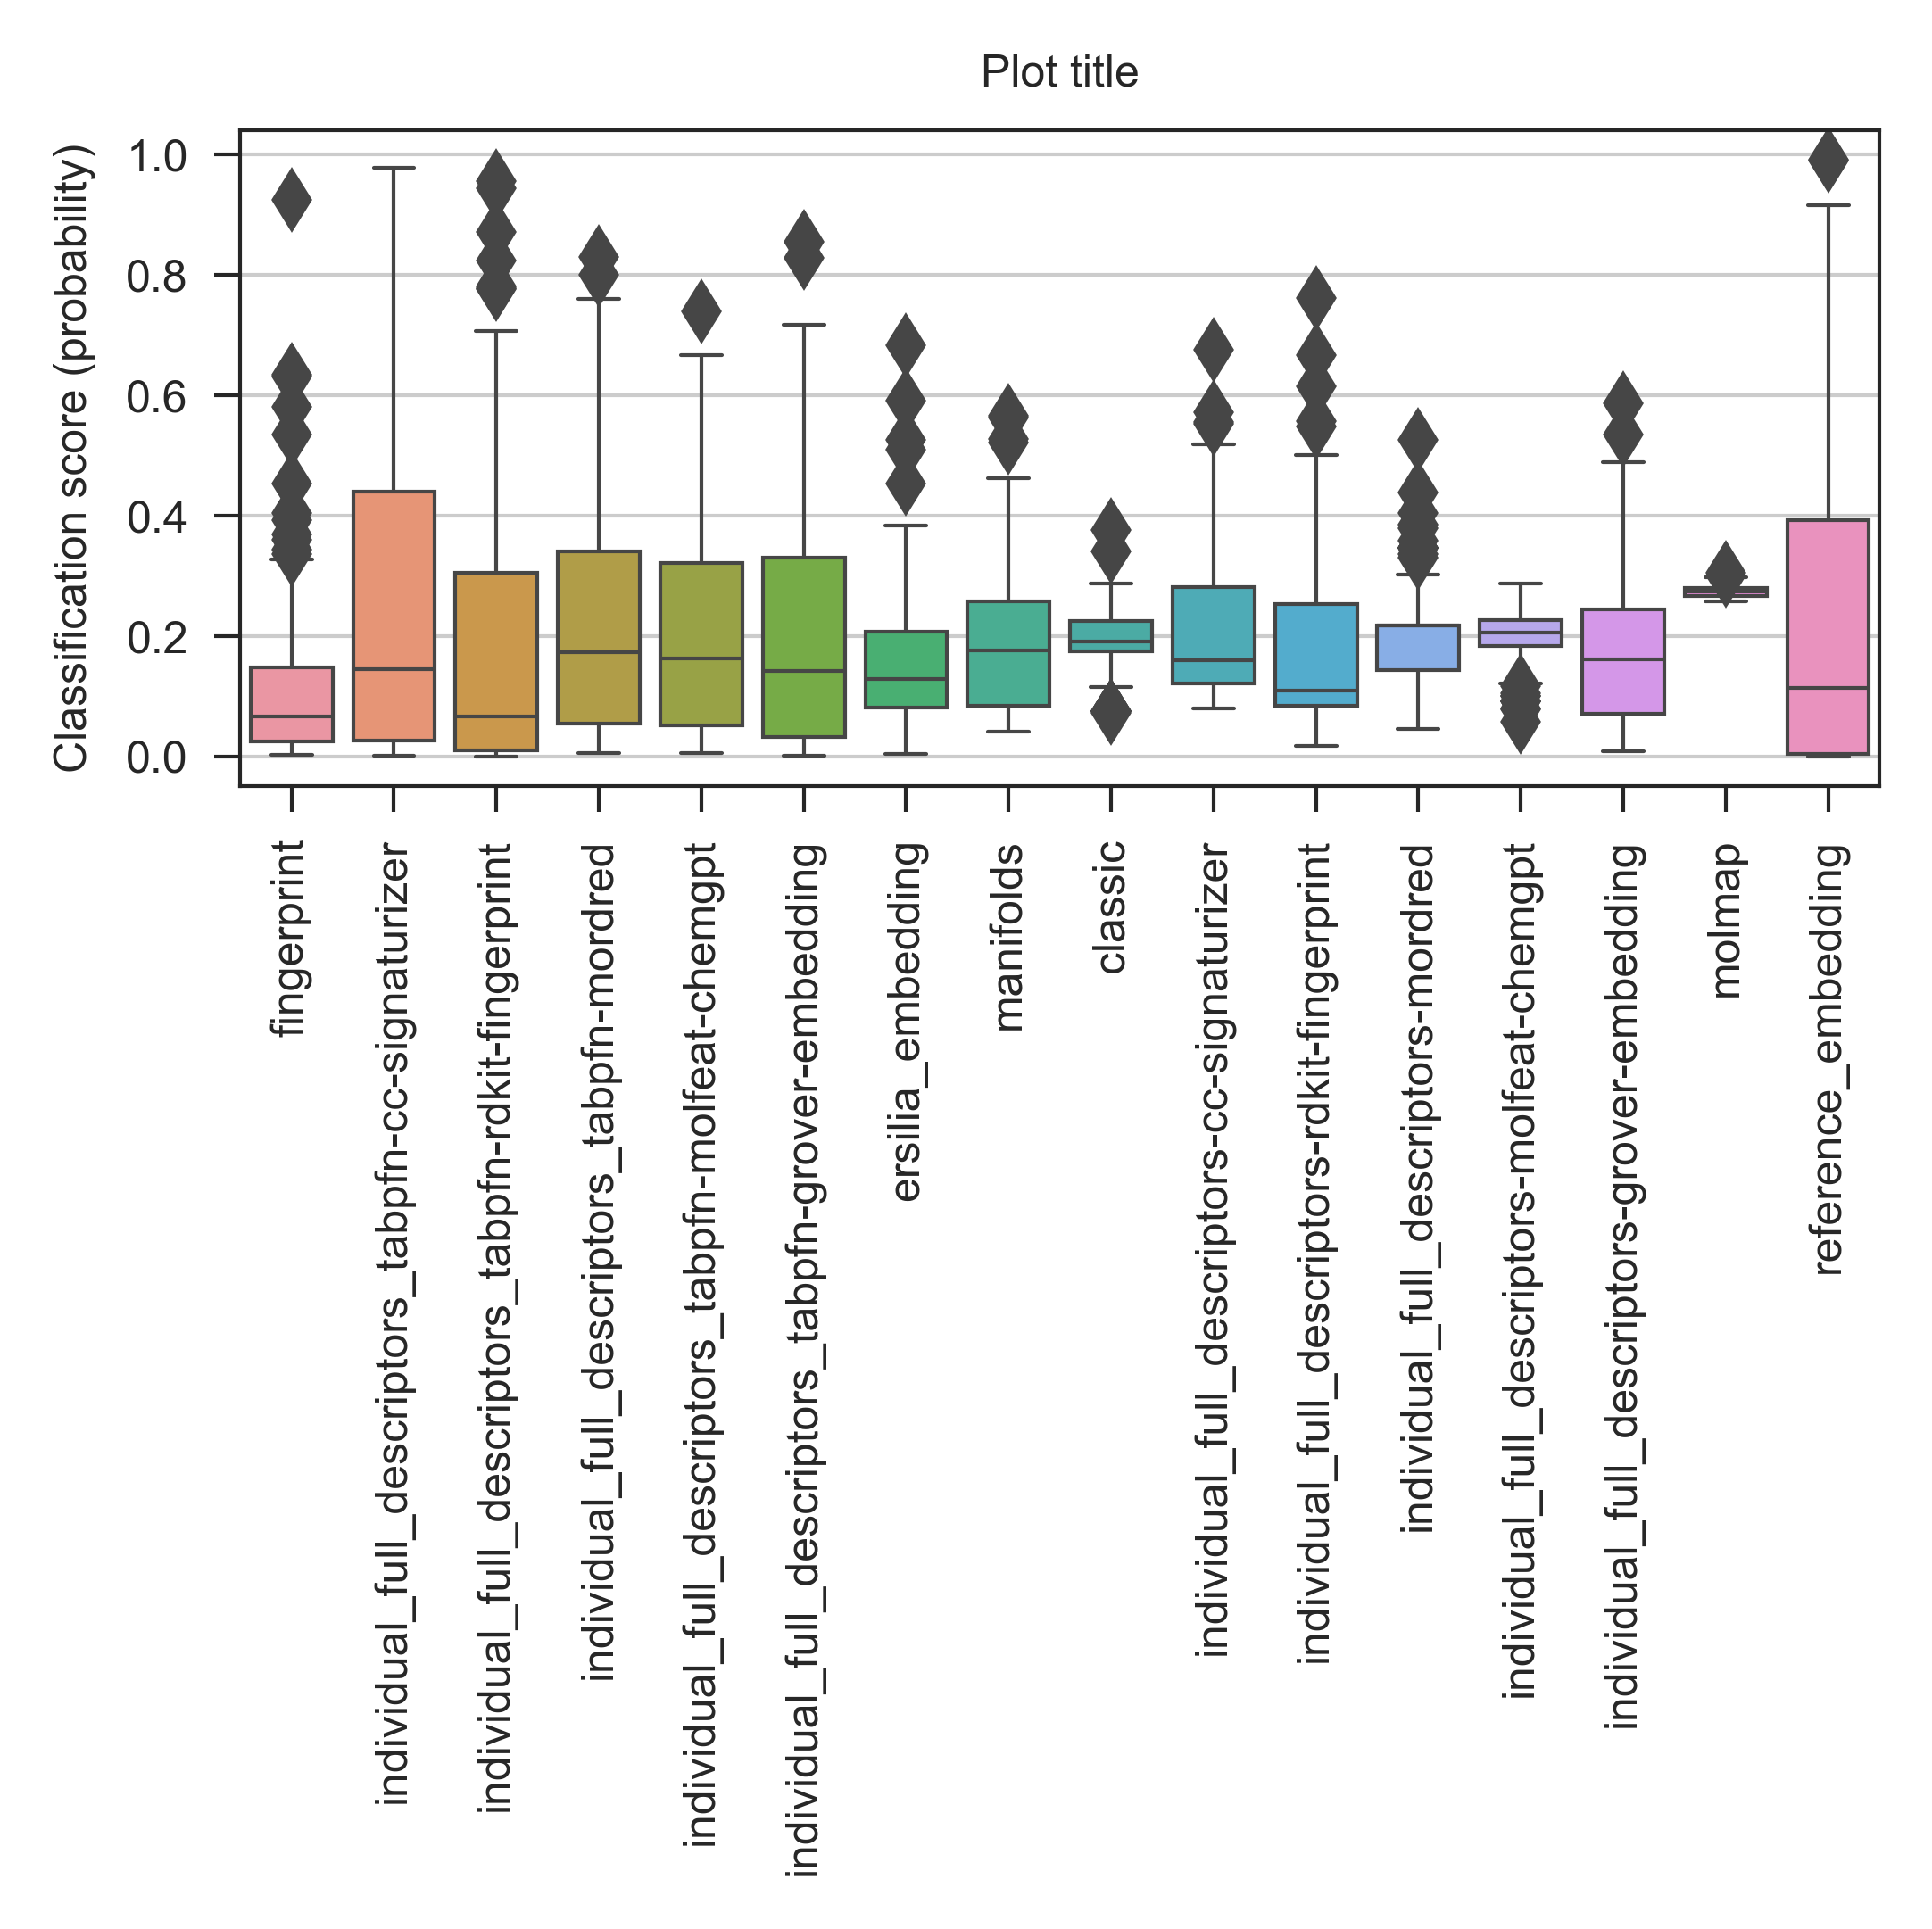 Plot title
Classification score (probability)
1.0
0.8
0.6
0.4
0.2
0.0
fingerprint
individual_full_descriptors_tabpfn-cc-signaturizer
individual_full_descriptors_tabpfn-rdkit-fingerprint
individual_full_descriptors_tabpfn-mordred
individual_full_descriptors_tabpfn-molfeat-chemgpt
individual_full_descriptors_tabpfn-grover-embedding
ersilia_embedding
manifolds
classic
individual_full_descriptors-cc-signaturizer
individual_full_descriptors-rdkit-fingerprint
individual_full_descriptors-mordred
individual_full_descriptors-molfeat-chemgpt
individual_full_descriptors-grover-embedding
molmap
reference_embedding